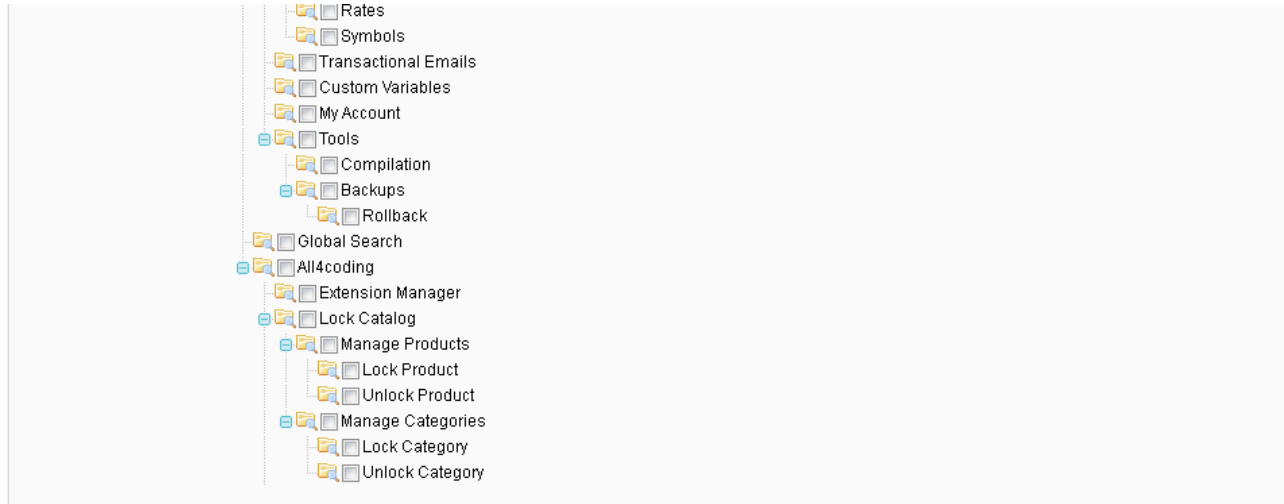 Rates
Symbols
Transactional Emails
Custom Variables
My Account
Tools
Compilation
Backups
Rollback
Global Search
All4coding
Extension Manager
Lock Catalog
Manage Products
Lock Product
Unlock Product
Manage Categories
Lock Category
Unlock Category